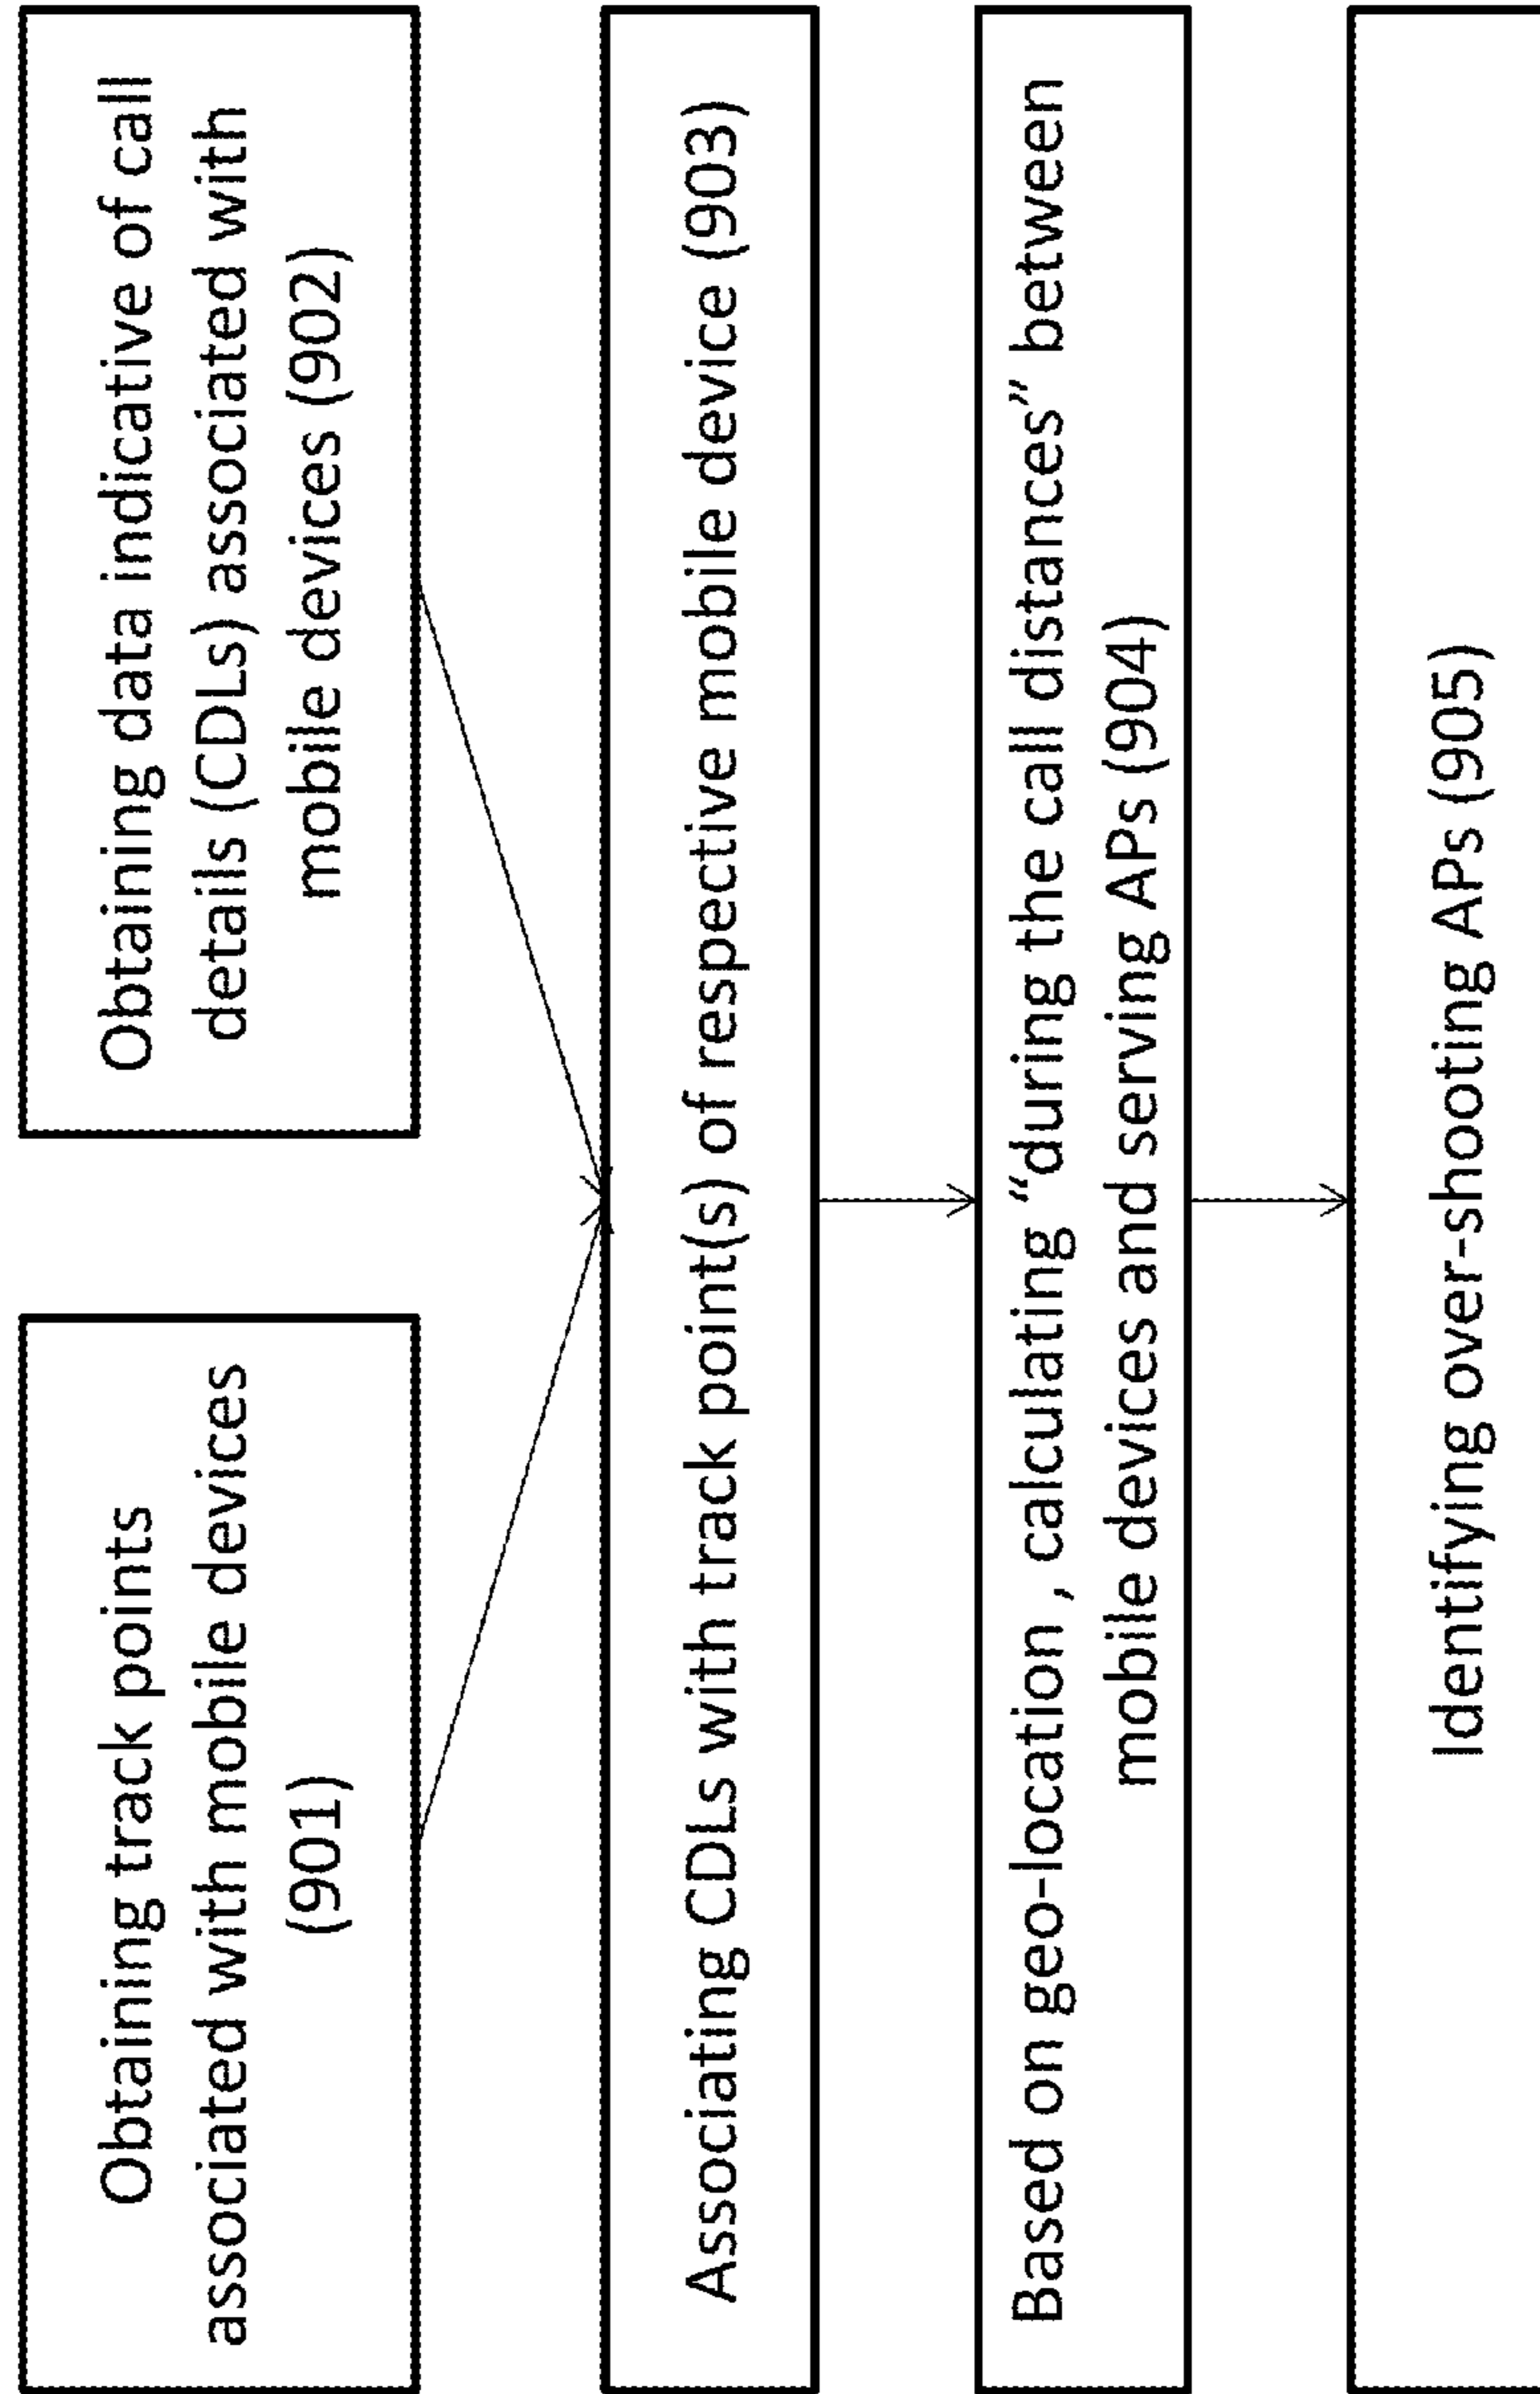 Obtaining track points
associated with mobile devices
(901)
Obtaining data indicative of call
details (CDLs) associated with
mobile devices (902)
Associating CDLs with track point(s) of respective mobile device (903)
Based on geo-location , calculating “during the call distances” between
mobile devices and serving APs (904)
Identifying over-shooting APs (905)